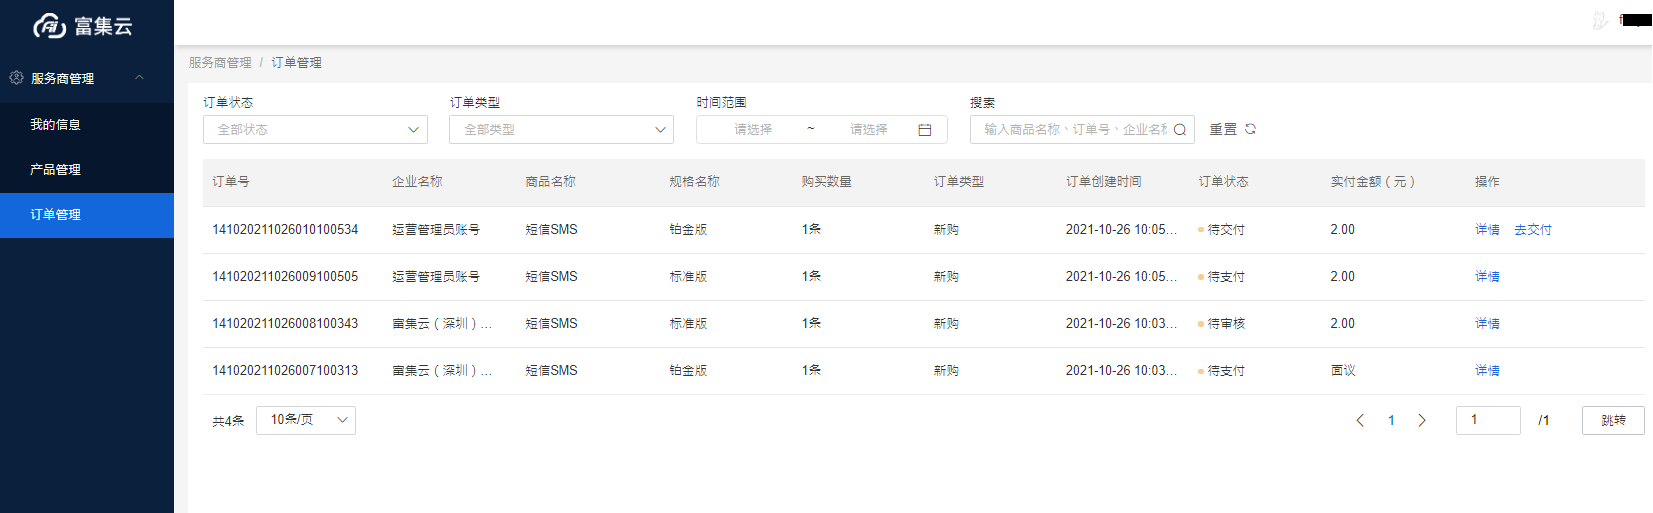 富集云
服务商管理
我的信息
产品管理
订单管理
服务商管理 / 订单管理
订单状态 订单类型 时间范围 搜索
全部状态 全部类型 请选择 ~ 请选择 输入商品名称、订单号、企业名称 重置
订单号 企业名称 商品名称 规格名称 购买数量 订单类型 订单创建时间 订单状态 实付金额（元） 操作
141020211026010100534 运营管理员账号 短信SMS 铂金版 1条 新购 2021-10-26 10:05... 待交付 2.00 详情 去交付
141020211026009100505 运营管理员账号 短信SMS 标准版 1条 新购 2021-10-26 10:05... 待支付 2.00 详情
141020211026008100343 富集云（深圳）... 短信SMS 标准版 1条 新购 2021-10-26 10:03... 待审核 2.00 详情
141020211026007100313 富集云（深圳）... 短信SMS 铂金版 1条 新购 2021-10-26 10:03... 待支付 面议 详情
共4条 10条/页 1 1 /1 跳转